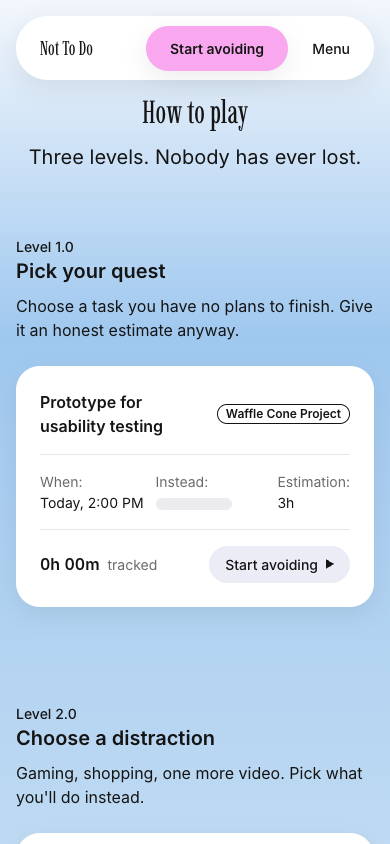 Not To Do
Start avoiding
Menu
How to play
Three levels. Nobody has ever lost.
Level 1.0
Pick your quest
Choose a task you have no plans to finish. Give
it an honest estimate anyway.
Prototype for
usability testing
Waffle Cone Project
When:
Instead:
Estimation:
Today, 2:00 PM
3h
0h 00m tracked
Start avoiding
Level 2.0
Choose a distraction
Gaming, shopping, one more video. Pick what
you'll do instead.